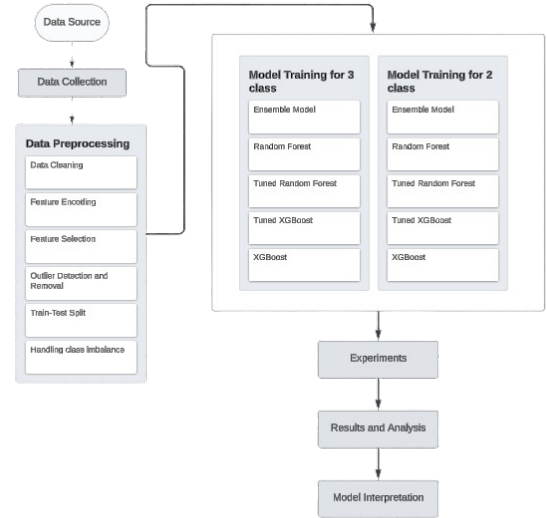 Data Source
Data Collection
Data Preprocessing
Data Cleaning
Feature Encoding
Feature Selection
Outlier Detection and
Removal
Train-Test Split
Handling class imbalance
Model Training for 3
class
Ensemble Model
Random Forest
Tuned Random Forest
Tuned XGBoost
XGBoost
Model Training for 2
class
Ensemble Model
Random Forest
Tuned Random Forest
Tuned XGBoost
XGBoost
Experiments
Results and Analysis
Model Interpretation